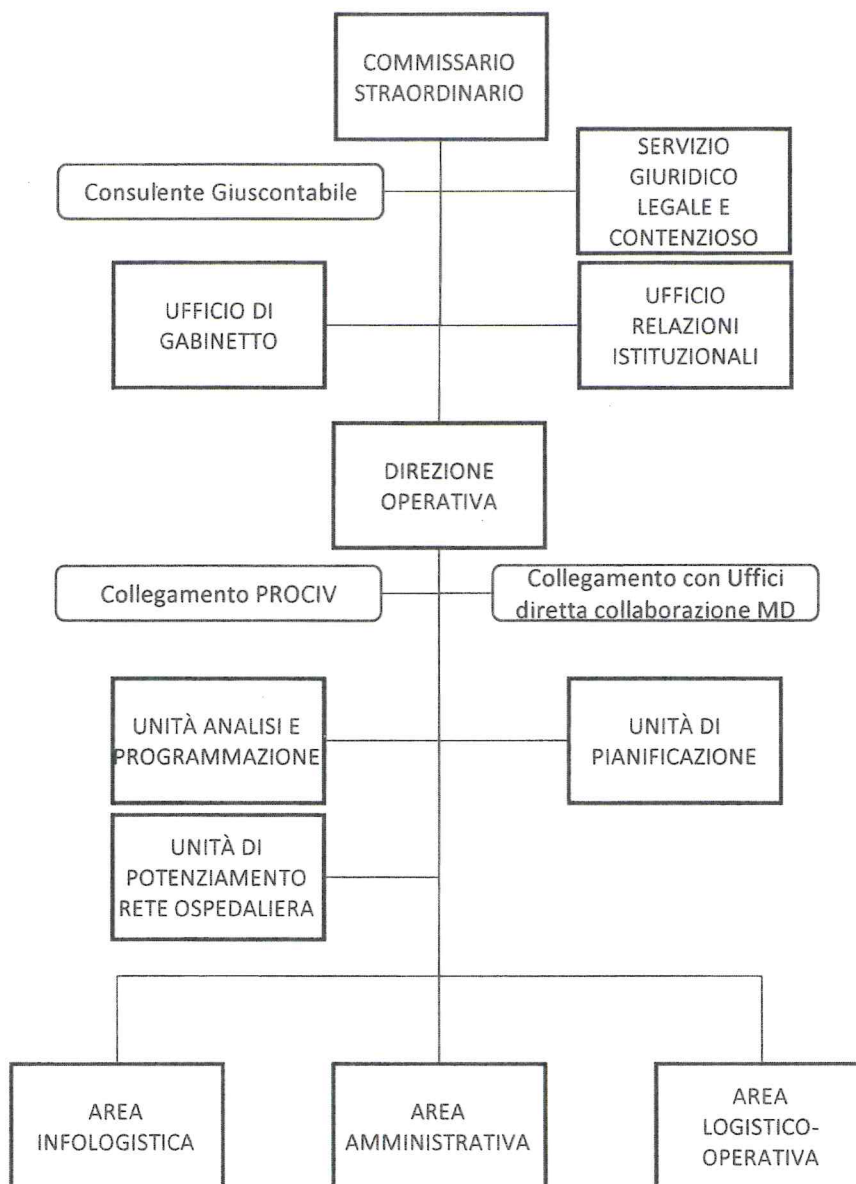 COMMISSARIO
STRAORDINARIO
Consulente Giuscontabile
SERVIZIO
GIURIDICO
LEGALE E
CONTENZIOSO
UFFICIO DI
GABINETTO
UFFICIO
RELAZIONI
ISTITUZIONALI
DIREZIONE
OPERATIVA
Collegamento PROCIV
Collegamento con Uffici
diretta collaborazione MD
UNITÀ ANALISI E
PROGRAMMAZIONE
UNITÀ DI
PIANIFICAZIONE
UNITÀ DI
POTENZIAMENTO
RETE OSPEDALIERA
AREA
INFOLOGISTICA
AREA
AMMINISTRATIVA
AREA
LOGISTICO-
OPERATIVA